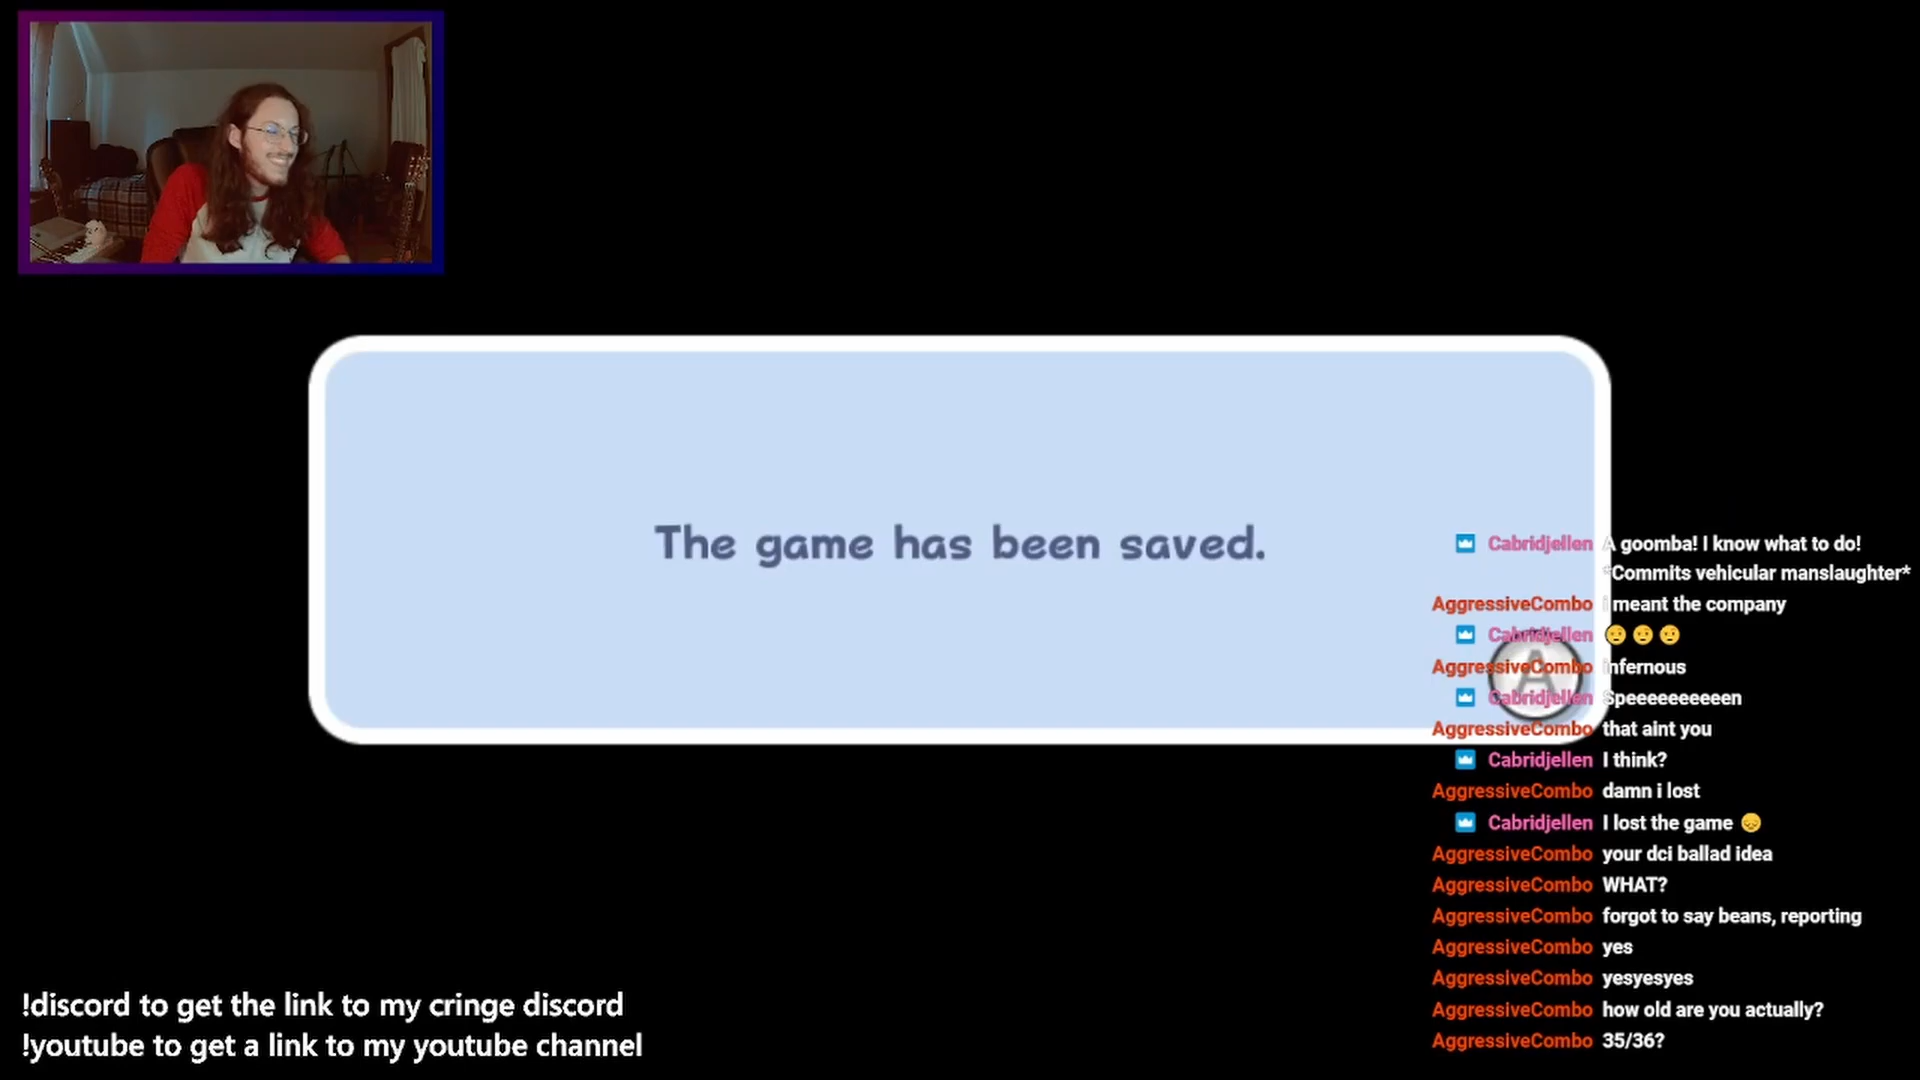 The game has been saved.
A
Cabridjellen A goomba! I know what to do!
*Commits vehicular manslaughter*
AggressiveCombo i meant the company
Cabridjellen 
AggressiveCombo infernous
Cabridjellen Speeeeeeeeeen
AggressiveCombo that aint you
Cabridjellen I think?
AggressiveCombo damn i lost
Cabridjellen I lost the game 😞
AggressiveCombo your dci ballad idea
AggressiveCombo WHAT?
AggressiveCombo forgot to say beans, reporting
AggressiveCombo yes
AggressiveCombo yesyesyes
AggressiveCombo how old are you actually?
AggressiveCombo 35/36?
!discord to get the link to my cringe discord
!youtube to get a link to my youtube channel